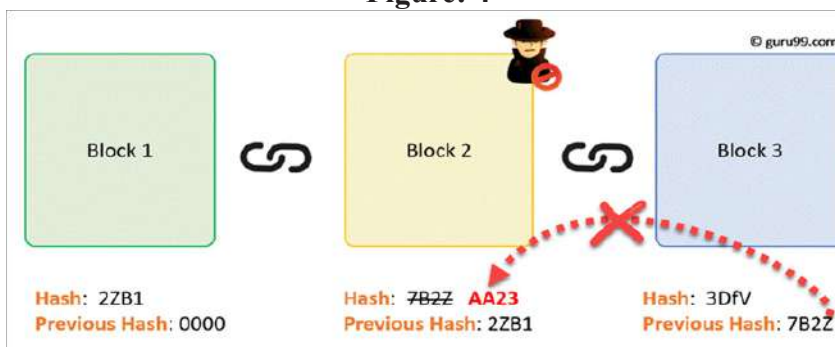 © guru99.com
Block 1
Block 2
Block 3
Hash: 2ZB1
Previous Hash: 0000
Hash: 7B2Z AA23
Previous Hash: 2ZB1
Hash: 3DfV
Previous Hash: 7B2Z